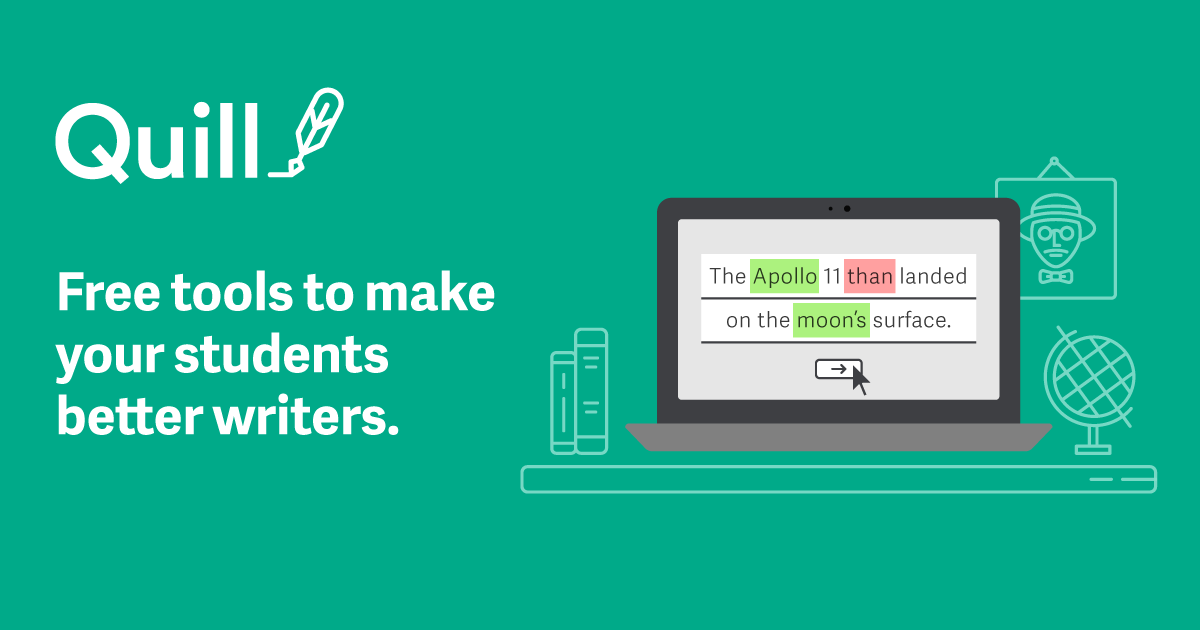 Quill
Free tools to make
your students
better writers.
The Apollo 11 than landed
on the moon's surface.